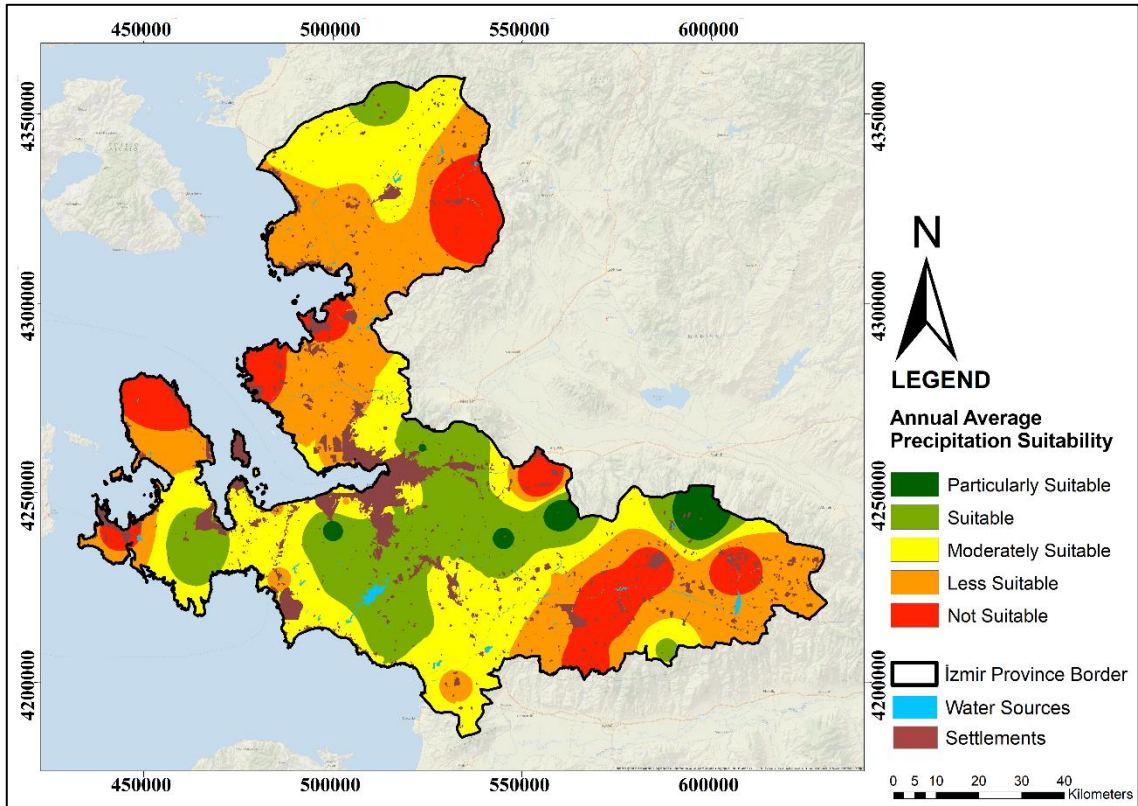 450000 500000 550000 600000
4350000 4350000
4300000 4300000
4250000 4250000
4200000 4200000
450000 500000 550000 600000
N
LEGEND
Annual Average
Precipitation Suitability
Particularly Suitable
Suitable
Moderately Suitable
Less Suitable
Not Suitable
İzmir Province Border
Water Sources
Settlements
0 5 10 20 30 40
Kilometers